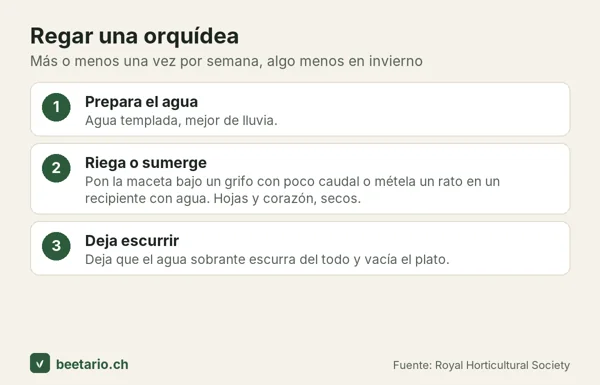 Regar una orquídea
Más o menos una vez por semana, algo menos en invierno
1
Prepara el agua
Agua templada, mejor de lluvia.
2
Riega o sumerge
Pon la maceta bajo un grifo con poco caudal o métela un rato en un
recipiente con agua. Hojas y corazón, secos.
3
Deja escurrir
Deja que el agua sobrante escurra del todo y vacía el plato.
beetario.ch
Fuente: Royal Horticultural Society